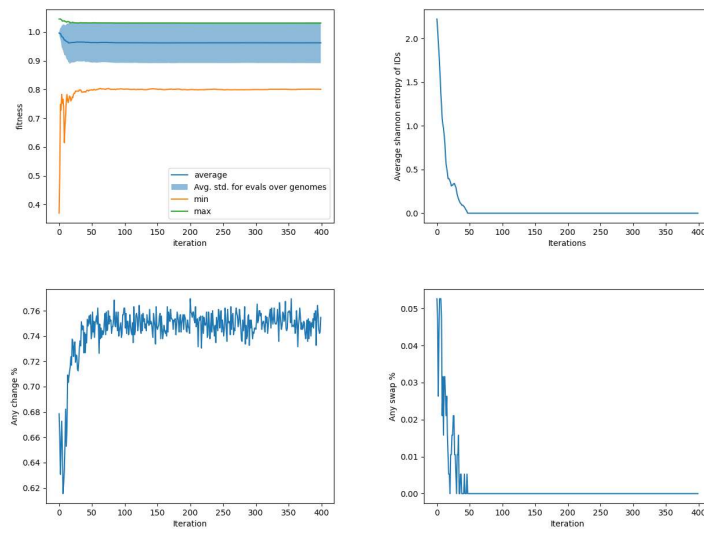 1.0
0.9
0.8
0.7
0.6
0.5
0.4
fitness
average
Avg. std. for evals over genomes
min
max
0 50 100 150 200 250 300 350 400
iteration
2.0
1.5
1.0
0.5
0.0
Average shannon entropy of IDs
0 50 100 150 200 250 300 350 400
Iterations
0.76
0.74
0.72
0.70
0.68
0.66
0.64
0.62
Any change %
0 50 100 150 200 250 300 350 400
Iteration
0.05
0.04
0.03
0.02
0.01
0.00
Any swap %
0 50 100 150 200 250 300 350 400
Iteration